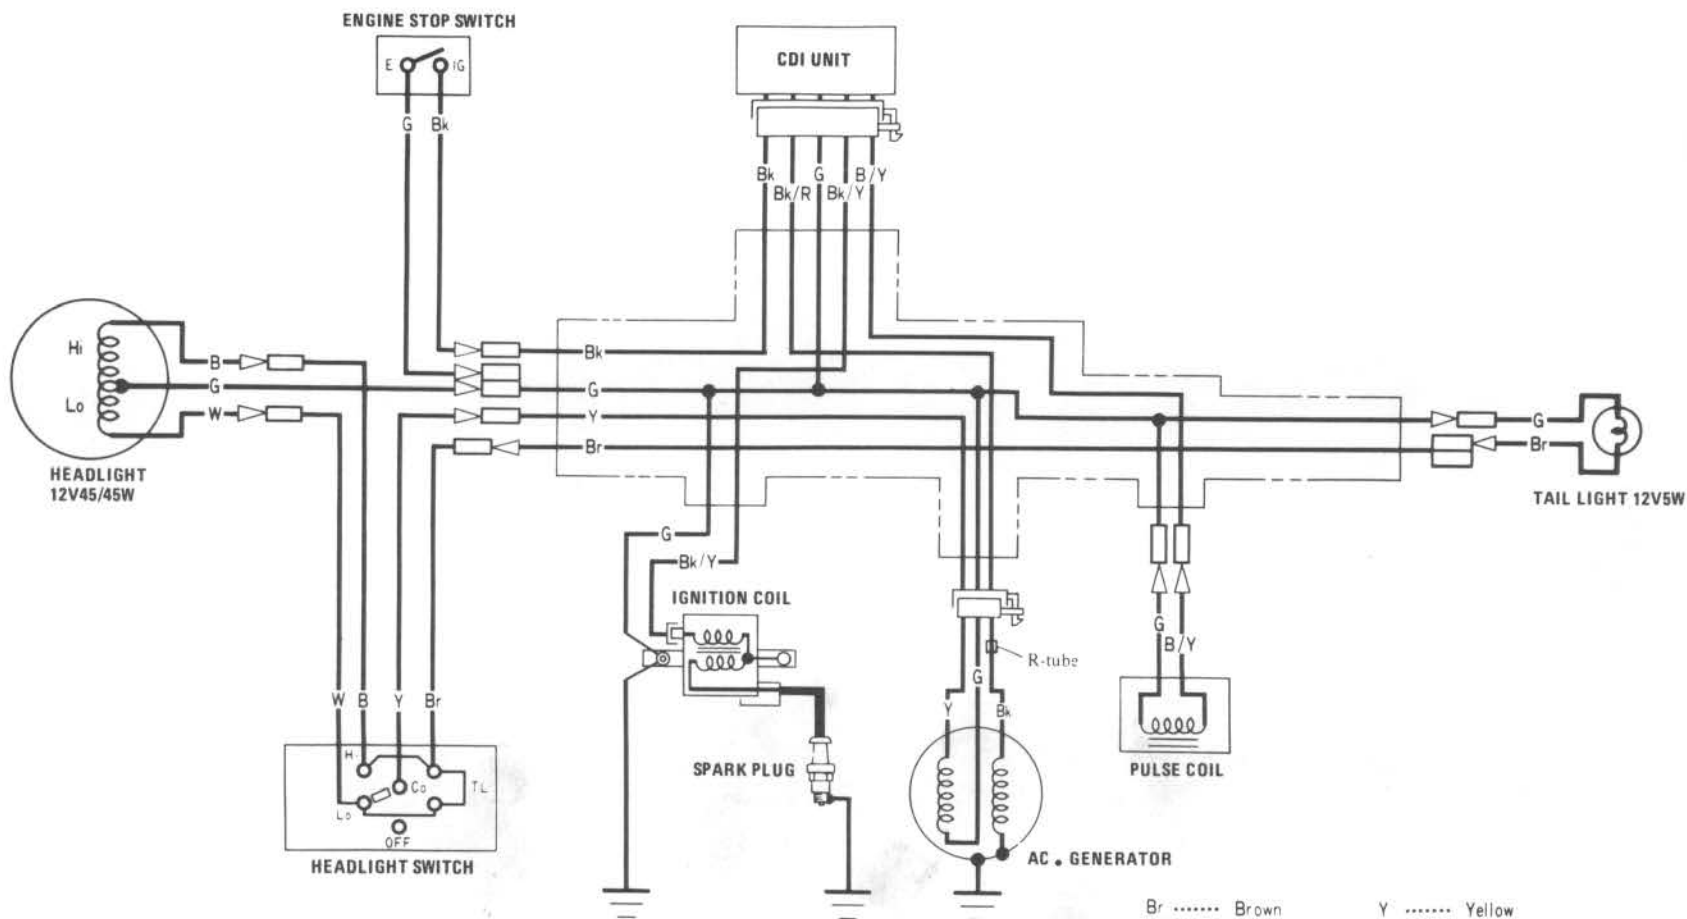 ENGINE STOP SWITCH
E
IG
G
Bk
CDI UNIT
Bk
Bk/R
G
Bk/Y
B/Y
Hi
Lo
B
G
W
HEADLIGHT
12V45/45W
Bk
G
Y
Br
G
Br
TAIL LIGHT 12V5W
G
Bk/Y
IGNITION COIL
R-tube
G
B/Y
PULSE COIL
W
B
Y
Br
H
Co
TL
Lo
OFF
HEADLIGHT SWITCH
SPARK PLUG
Y
G
Bk
AC. GENERATOR
Br ······· Brown
Y ······· Yellow